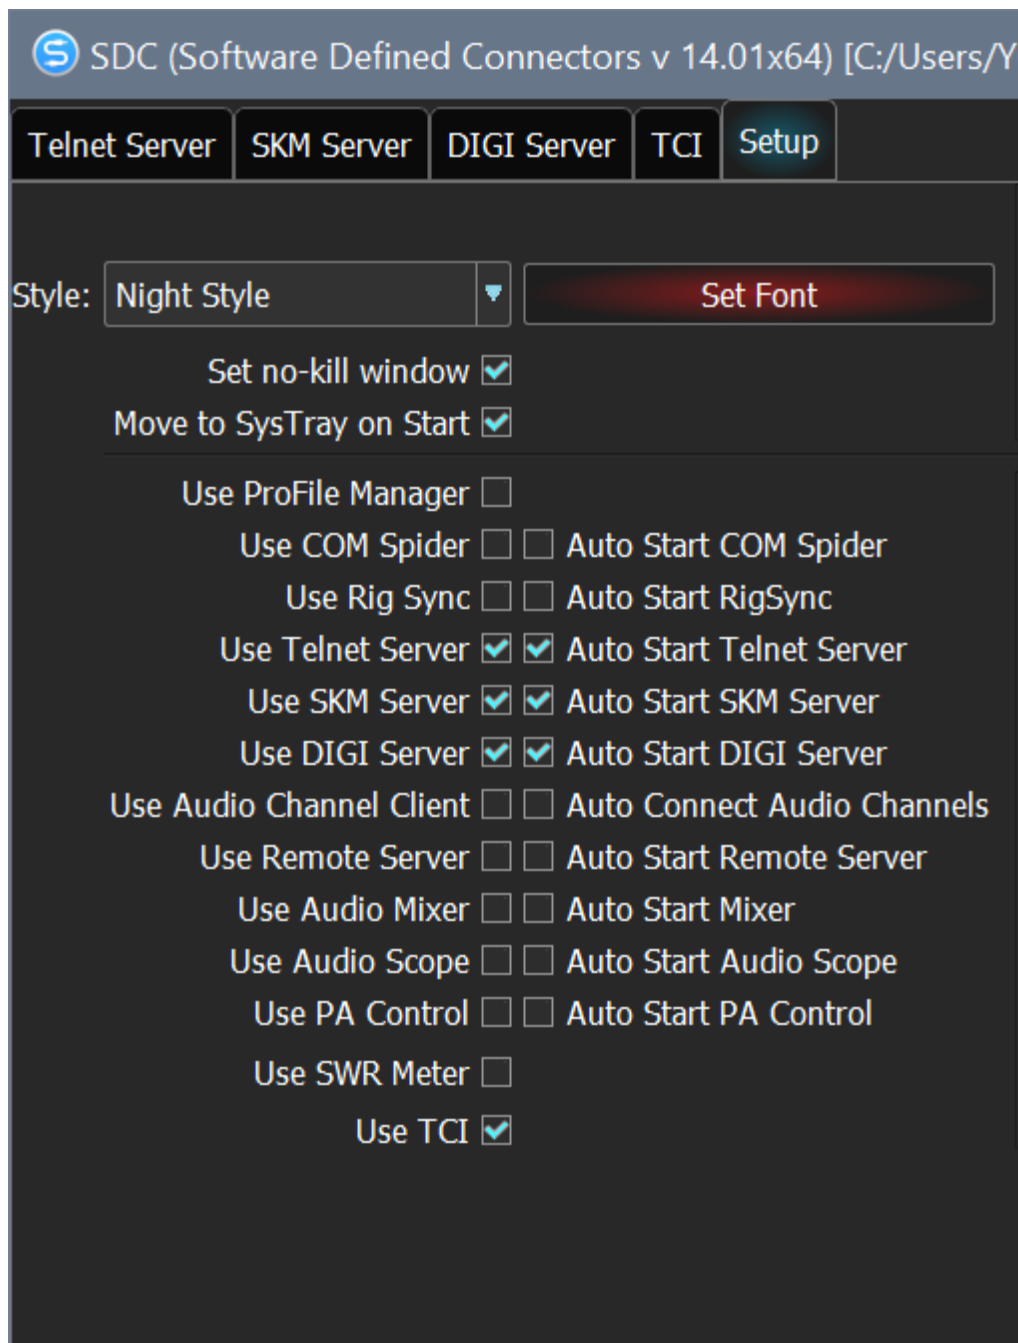 SDC (Software Defined Connectors v 14.01x64) [C:/Users/Y
Telnet Server SKM Server DIGI Server TCI Setup
Style: Night Style Set Font
Set no-kill window
Move to SysTray on Start
Use ProFile Manager
Use COM Spider Auto Start COM Spider
Use Rig Sync Auto Start RigSync
Use Telnet Server Auto Start Telnet Server
Use SKM Server Auto Start SKM Server
Use DIGI Server Auto Start DIGI Server
Use Audio Channel Client Auto Connect Audio Channels
Use Remote Server Auto Start Remote Server
Use Audio Mixer Auto Start Mixer
Use Audio Scope Auto Start Audio Scope
Use PA Control Auto Start PA Control
Use SWR Meter
Use TCI